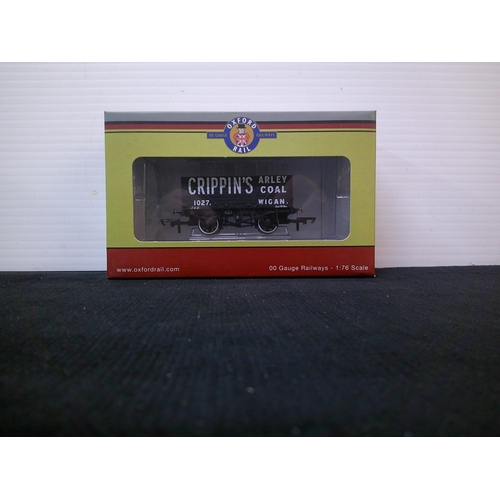 OXFORD
RAIL
CRIPPIN'S ARLEY
COAL
1027. WIGAN.
www.oxfordrail.com
00 Gauge Railways - 1:76 Scale